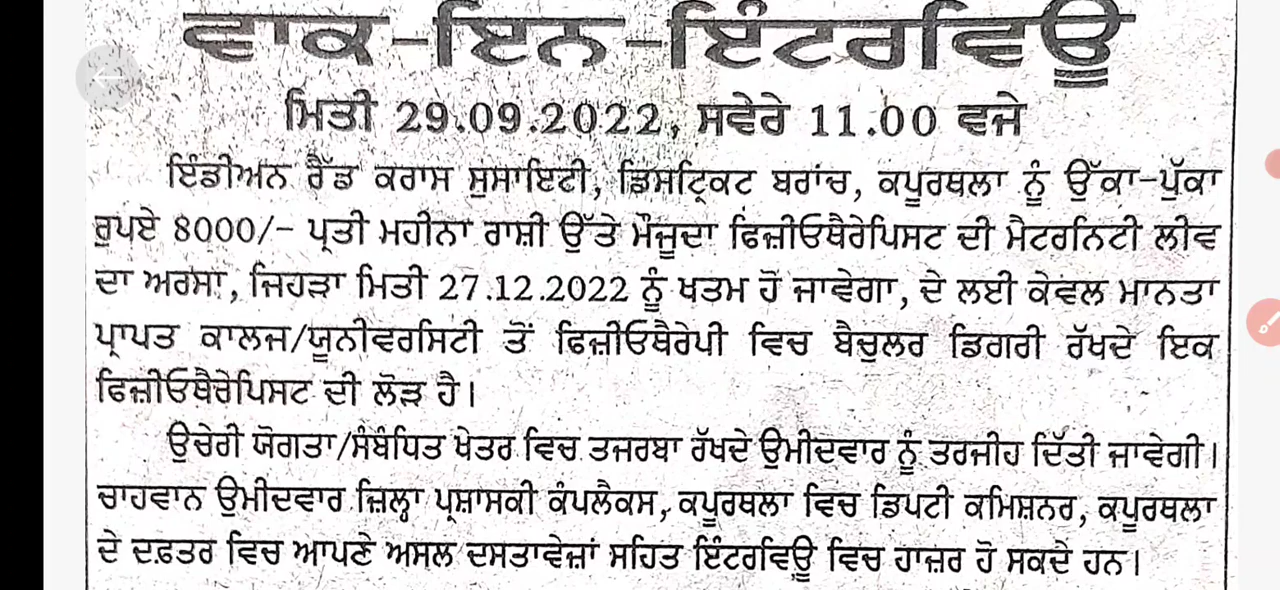 ਵਾਕ-ਇਨ-ਇੰਟਰਵਿਊ
ਮਿਤੀ 29.09.2022, ਸਵੇਰੇ 11.00 ਵਜੇ
ਇੰਡੀਅਨ ਰੈੱਡ ਕਰਾਸ ਸੁਸਾਇਟੀ, ਡਿਸਟ੍ਰਿਕਟ ਬਰਾਂਚ, ਕਪੂਰਥਲਾ ਨੂੰ ਉੱਕਾ-ਪੁੱਕਾ
ਰੁਪਏ 8000/- ਪ੍ਰਤੀ ਮਹੀਨਾ ਰਾਸ਼ੀ ਉੱਤੇ ਮੌਜੂਦਾ ਫਿਜ਼ੀਓਥੈਰੇਪਿਸਟ ਦੀ ਮੈਟਰਨਿਟੀ ਲੀਵ
ਦਾ ਅਰਸਾ, ਜਿਹੜਾ ਮਿਤੀ 27.12.2022 ਨੂੰ ਖਤਮ ਹੋ ਜਾਵੇਗਾ, ਦੇ ਲਈ ਕੇਵਲ ਮਾਨਤਾ
ਪ੍ਰਾਪਤ ਕਾਲਜ/ਯੂਨੀਵਰਸਿਟੀ ਤੋਂ ਫਿਜ਼ੀਓਥੈਰੇਪੀ ਵਿਚ ਬੈਚੁਲਰ ਡਿਗਰੀ ਰੱਖਦੇ ਇਕ
ਫਿਜ਼ੀਓਥੈਰੇਪਿਸਟ ਦੀ ਲੋੜ ਹੈ।
ਉਚੇਰੀ ਯੋਗਤਾ/ਸੰਬੰਧਿਤ ਖੇਤਰ ਵਿਚ ਤਜਰਬਾ ਰੱਖਦੇ ਉਮੀਦਵਾਰ ਨੂੰ ਤਰਜੀਹ ਦਿੱਤੀ ਜਾਵੇਗੀ।
ਚਾਹਵਾਨ ਉਮੀਦਵਾਰ ਜ਼ਿਲ੍ਹਾ ਪ੍ਰਸ਼ਾਸਕੀ ਕੰਪਲੈਕਸ, ਕਪੂਰਥਲਾ ਵਿਚ ਡਿਪਟੀ ਕਮਿਸ਼ਨਰ, ਕਪੂਰਥਲਾ
ਦੇ ਦਫ਼ਤਰ ਵਿਚ ਆਪਣੇ ਅਸਲ ਦਸਤਾਵੇਜ਼ਾਂ ਸਹਿਤ ਇੰਟਰਵਿਊ ਵਿਚ ਹਾਜ਼ਰ ਹੋ ਸਕਦੇ ਹਨ।